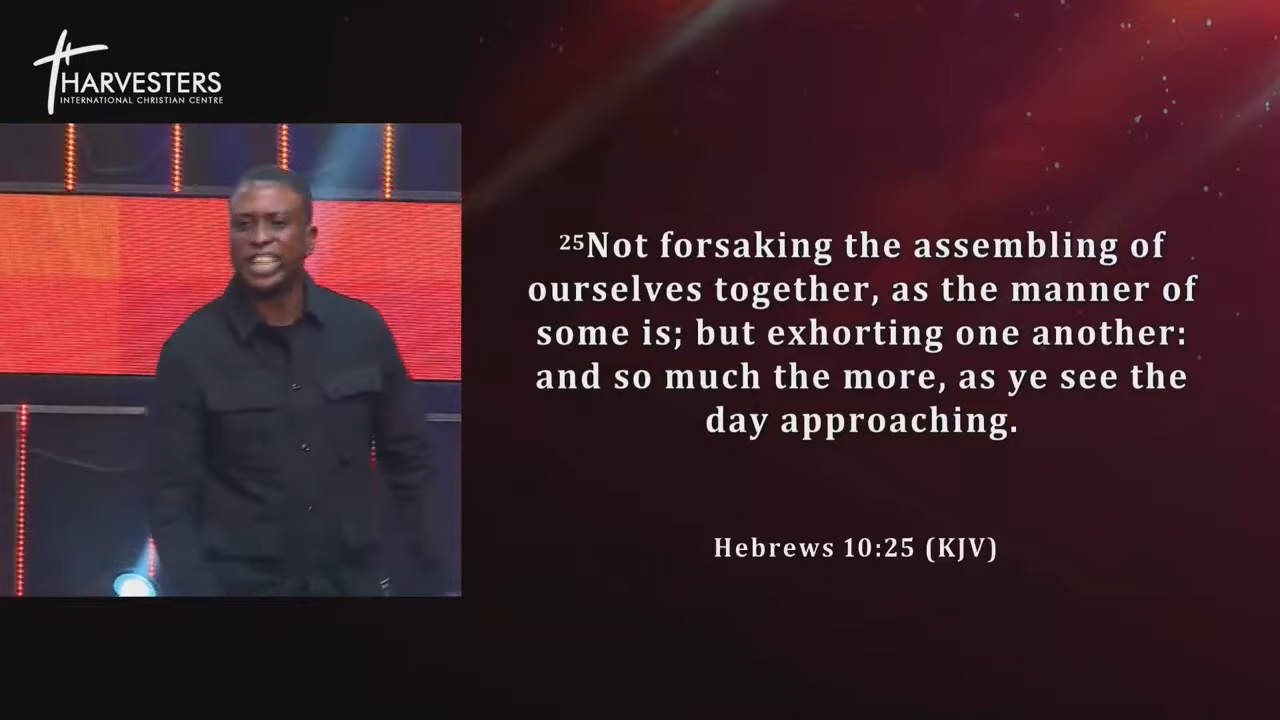 HARVESTERS
INTERNATIONAL CHRISTIAN CENTRE
25Not forsaking the assembling of
ourselves together, as the manner of
some is; but exhorting one another:
and so much the more, as ye see the
day approaching.
Hebrews 10:25 (KJV)